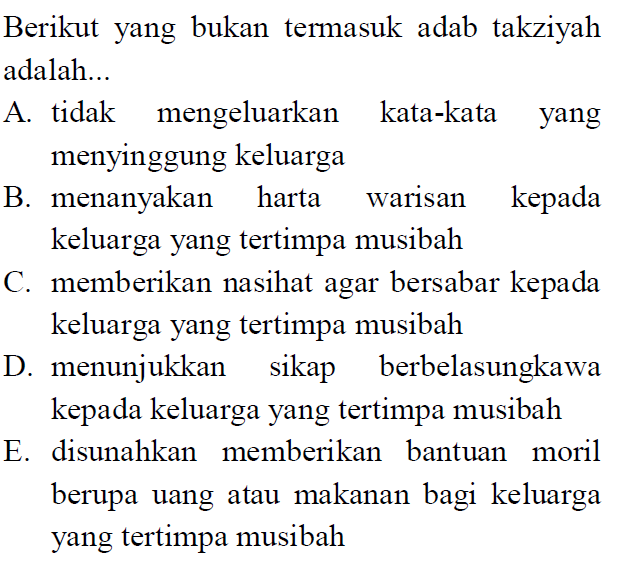 Berikut yang bukan termasuk adab takziyah
adalah...
A. tidak mengeluarkan kata-kata yang
menyinggung keluarga
B. menanyakan harta warisan kepada
keluarga yang tertimpa musibah
C. memberikan nasihat agar bersabar kepada
keluarga yang tertimpa musibah
D. menunjukkan sikap berbelasungkawa
kepada keluarga yang tertimpa musibah
E. disunahkan memberikan bantuan moril
berupa uang atau makanan bagi keluarga
yang tertimpa musibah